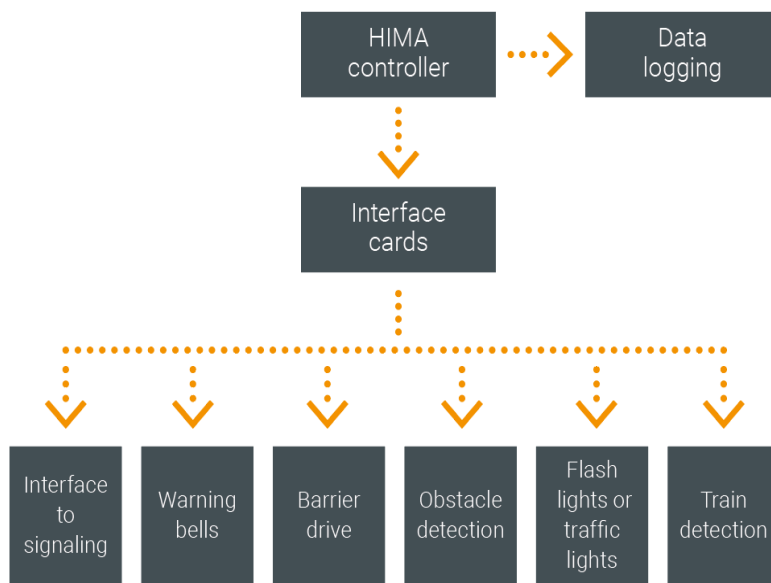 HIMA
controller
Data
logging
Interface
cards
Interface
to
signaling
Warning
bells
Barrier
drive
Obstacle
detection
Flash
lights or
traffic
lights
Train
detection